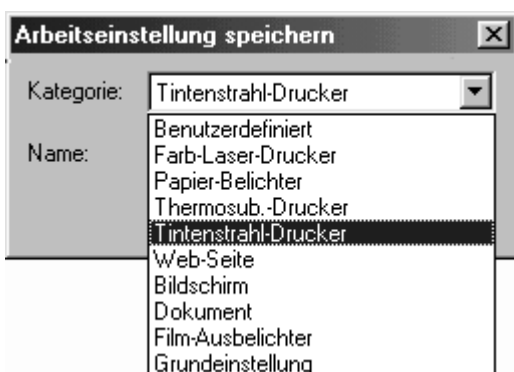 Arbeitseinstellung speichern
Kategorie: Tintenstrahl-Drucker
Benutzerdefiniert
Name: Farb-Laser-Drucker
Papier-Belichter
Thermosub.-Drucker
Tintenstrahl-Drucker
Web-Seite
Bildschirm
Dokument
Film-Ausbelichter
Grundeinstellung